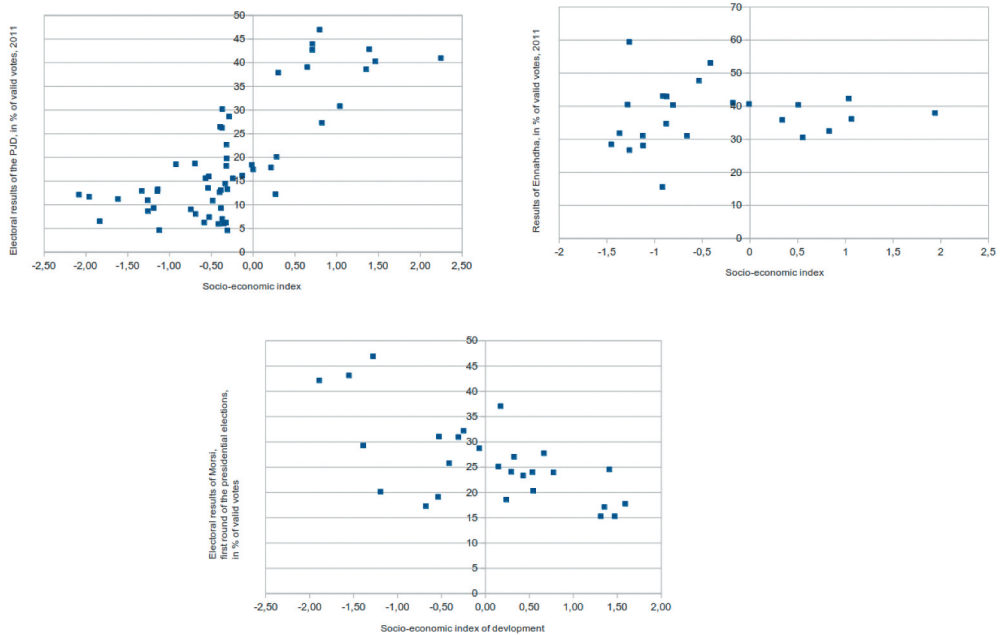 Electoral results of the PJD, in % of valid votes, 2011
50
45
40
35
30
25
20
15
10
5
0
-2,50 -2,00 -1,50 -1,00 -0,50 0,00 0,50 1,00 1,50 2,00 2,50
Socio-economic index
Results of Ennahdha, in % of valid votes, 2011
70
60
50
40
30
20
10
0
-2 -1,5 -1 -0,5 0 0,5 1 1,5 2 2,5
Socio-economic index
Electoral results of Morsi,
first round of the presidential elections,
in % of valid votes
50
45
40
35
30
25
20
15
10
5
0
-2,50 -2,00 -1,50 -1,00 -0,50 0,00 0,50 1,00 1,50 2,00
Socio-economic index of devlopment